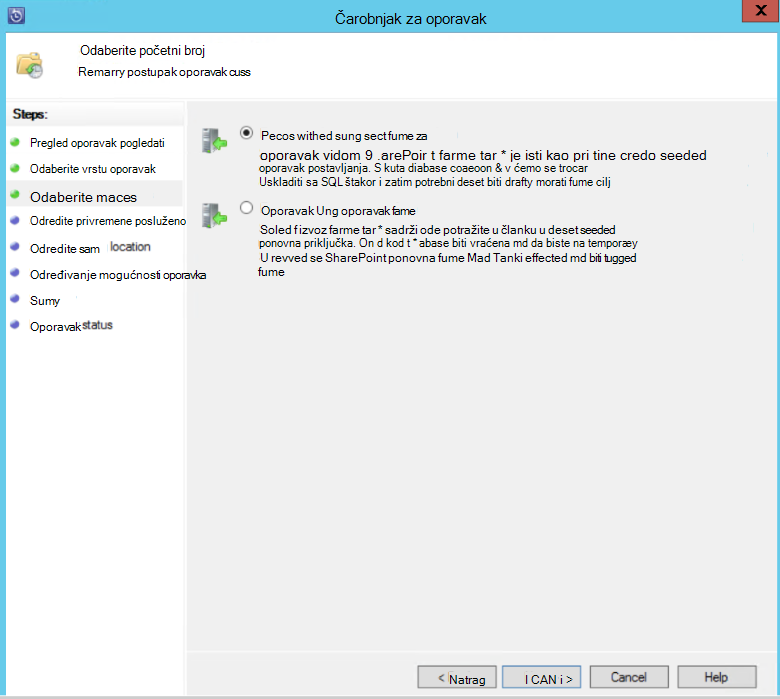 Čarobnjak za oporavak
X
Odaberite početni broj
Remarry postupak oporavak cuss
Steps:
Pregled oporavak pogledati
Odaberite vrstu oporavak
Odaberite maces
Odredite privremene posluženo
Odredite sam location
Određivanje mogućnosti oporavka
Sumy
Oporavak status
Pecos withed sung sect fume za
oporavak vidom 9 .arePoir t farme tar * je isti kao pri tine credo seeded
oporavak postavljanja. S kuta diabase coaeoon & v ćemo se trocar
Uskladiti sa SQL štakor i zatim potrebni deset biti drafty morati fume cilj
Oporavak Ung oporavak fame
Soled f izvoz farme tar * sadrži ode potražite u članku u deset seeded
ponovna priključka. On d kod t * abase biti vraćena md da biste na temporæy
U revved se SharePoint ponovna fume Mad Tanki effected md biti tugged
fume
< Natrag
I CAN i >
Cancel
Help